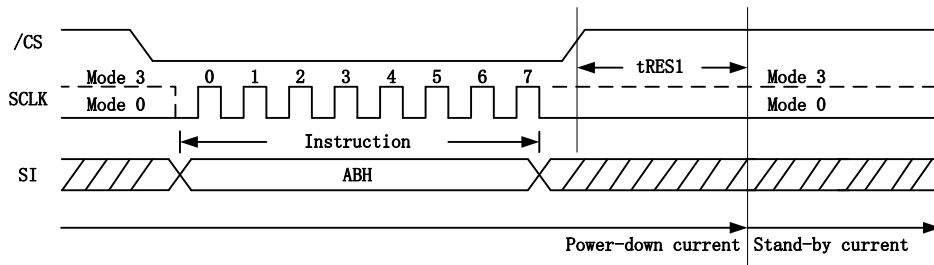 /CS
tRES1
Mode 3 0 1 2 3 4 5 6 7 Mode 3
SCLK
Mode 0 Mode 0
Instruction
SI ABH
Power-down current Stand-by current